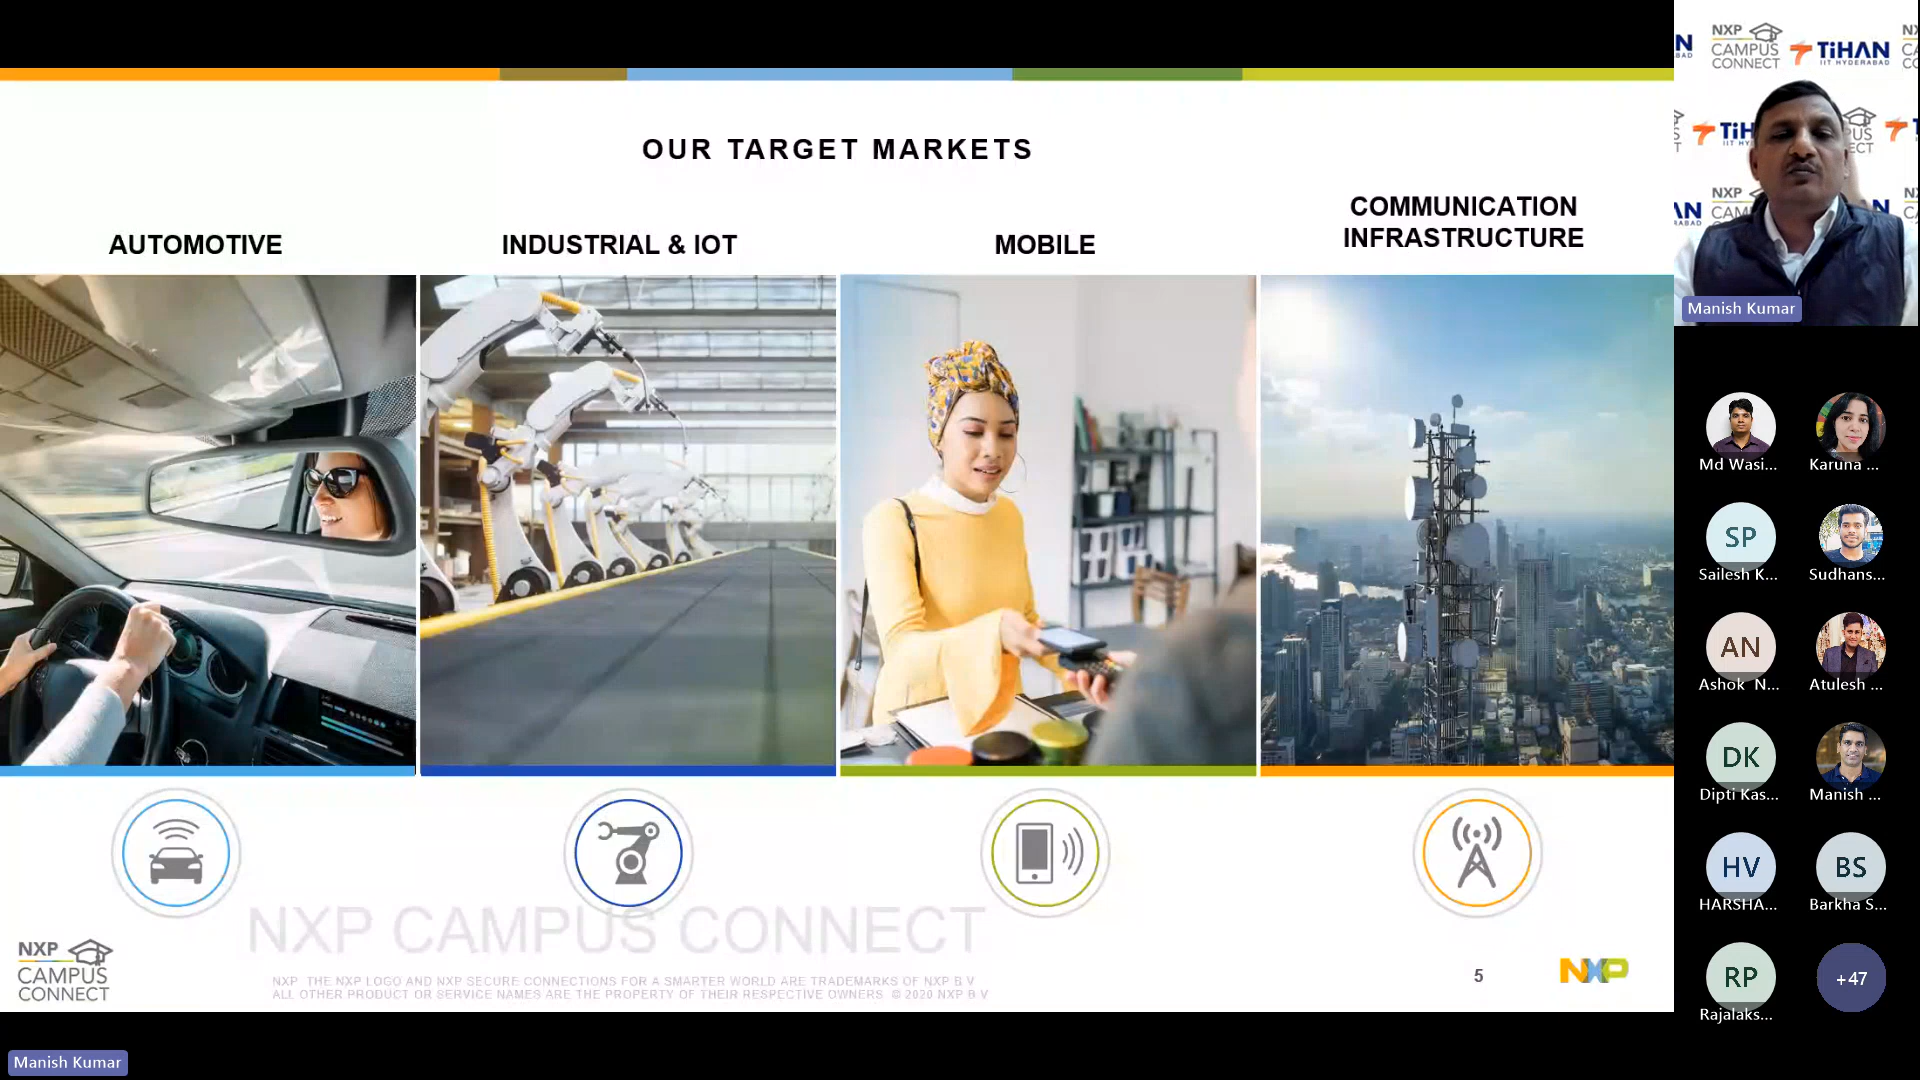 OUR TARGET MARKETS
AUTOMOTIVE
INDUSTRIAL & IOT
MOBILE
COMMUNICATION
INFRASTRUCTURE
NXP CAMPUS CONNECT
NXP THE NXP LOGO AND NXP SECURE CONNECTIONS FOR A SMARTER WORLD ARE TRADEMARKS OF NXP B V
ALL OTHER PRODUCT OR SERVICE NAMES ARE THE PROPERTY OF THEIR RESPECTIVE OWNERS © 2020 NXP B V
NXP
CAMPUS
CONNECT
5
NXP
Manish Kumar
NXP
CAMPUS
CONNECT
TiHAN
IIT HYDERABAD
Manish Kumar
Md Wasi...
Karuna ...
SP
Sailesh K...
Sudhans...
AN
Ashok N...
Atulesh ...
DK
Dipti Kas...
Manish ...
HV
HARSHA...
BS
Barkha S...
RP
Rajalaks...
+47